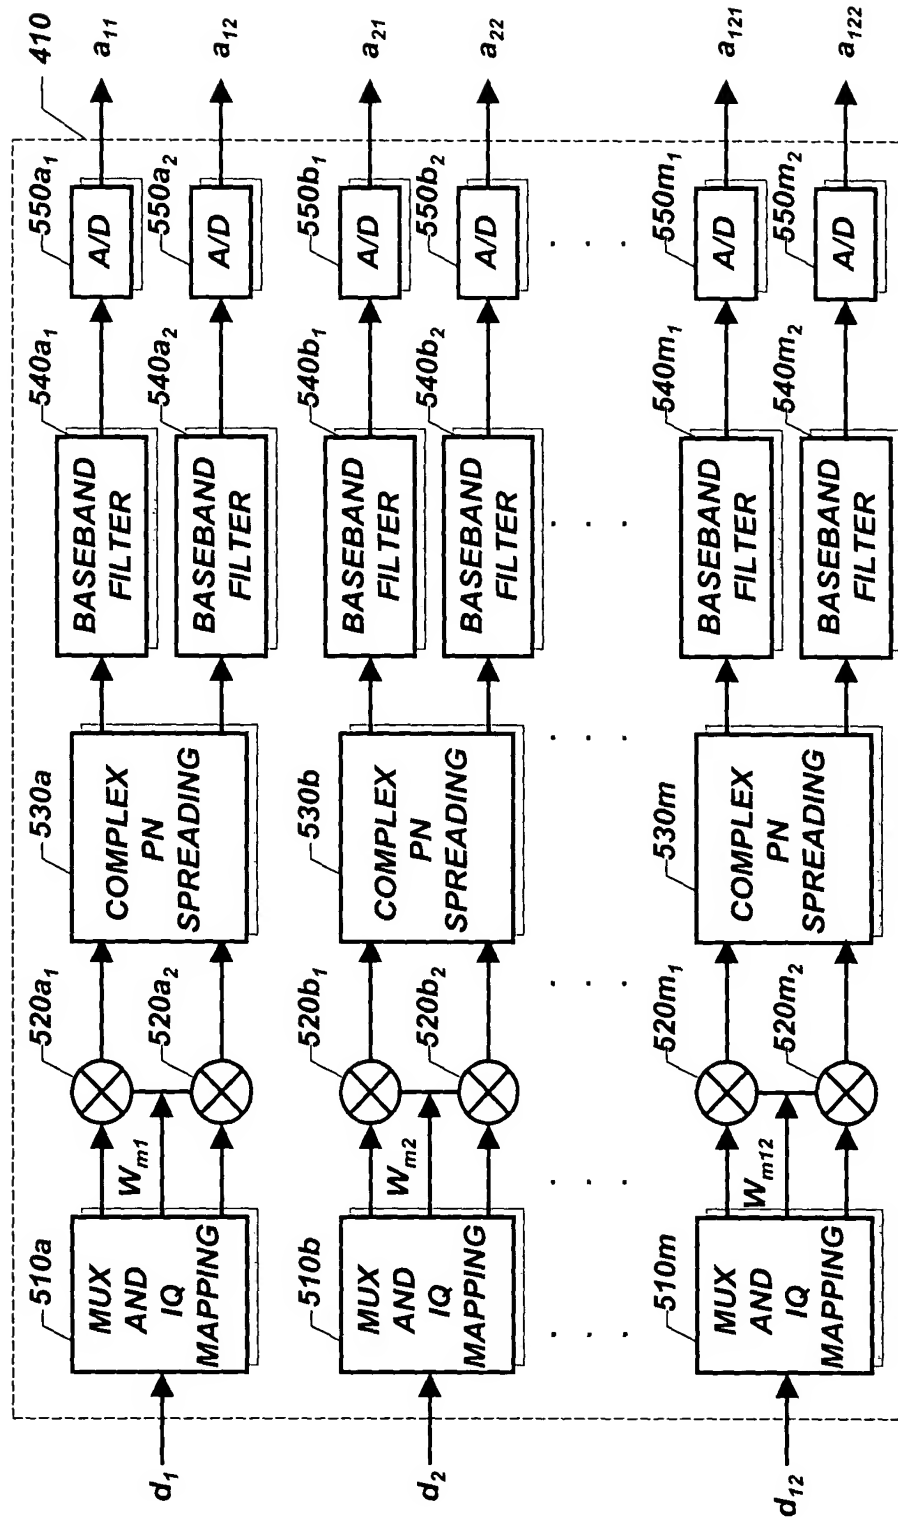 410
510a
520a1
520a2
530a
540a1
540a2
550a1
550a2
d1
MUX
AND
IQ
MAPPING
Wm1
COMPLEX
PN
SPREADING
BASEBAND
FILTER
BASEBAND
FILTER
A/D
A/D
a11
a12
510b
520b1
520b2
530b
540b1
540b2
550b1
550b2
d2
MUX
AND
IQ
MAPPING
Wm2
COMPLEX
PN
SPREADING
BASEBAND
FILTER
BASEBAND
FILTER
A/D
A/D
a21
a22
510m
520m1
520m2
530m
540m1
540m2
550m1
550m2
d12
MUX
AND
IQ
MAPPING
Wm12
COMPLEX
PN
SPREADING
BASEBAND
FILTER
BASEBAND
FILTER
A/D
A/D
a121
a122